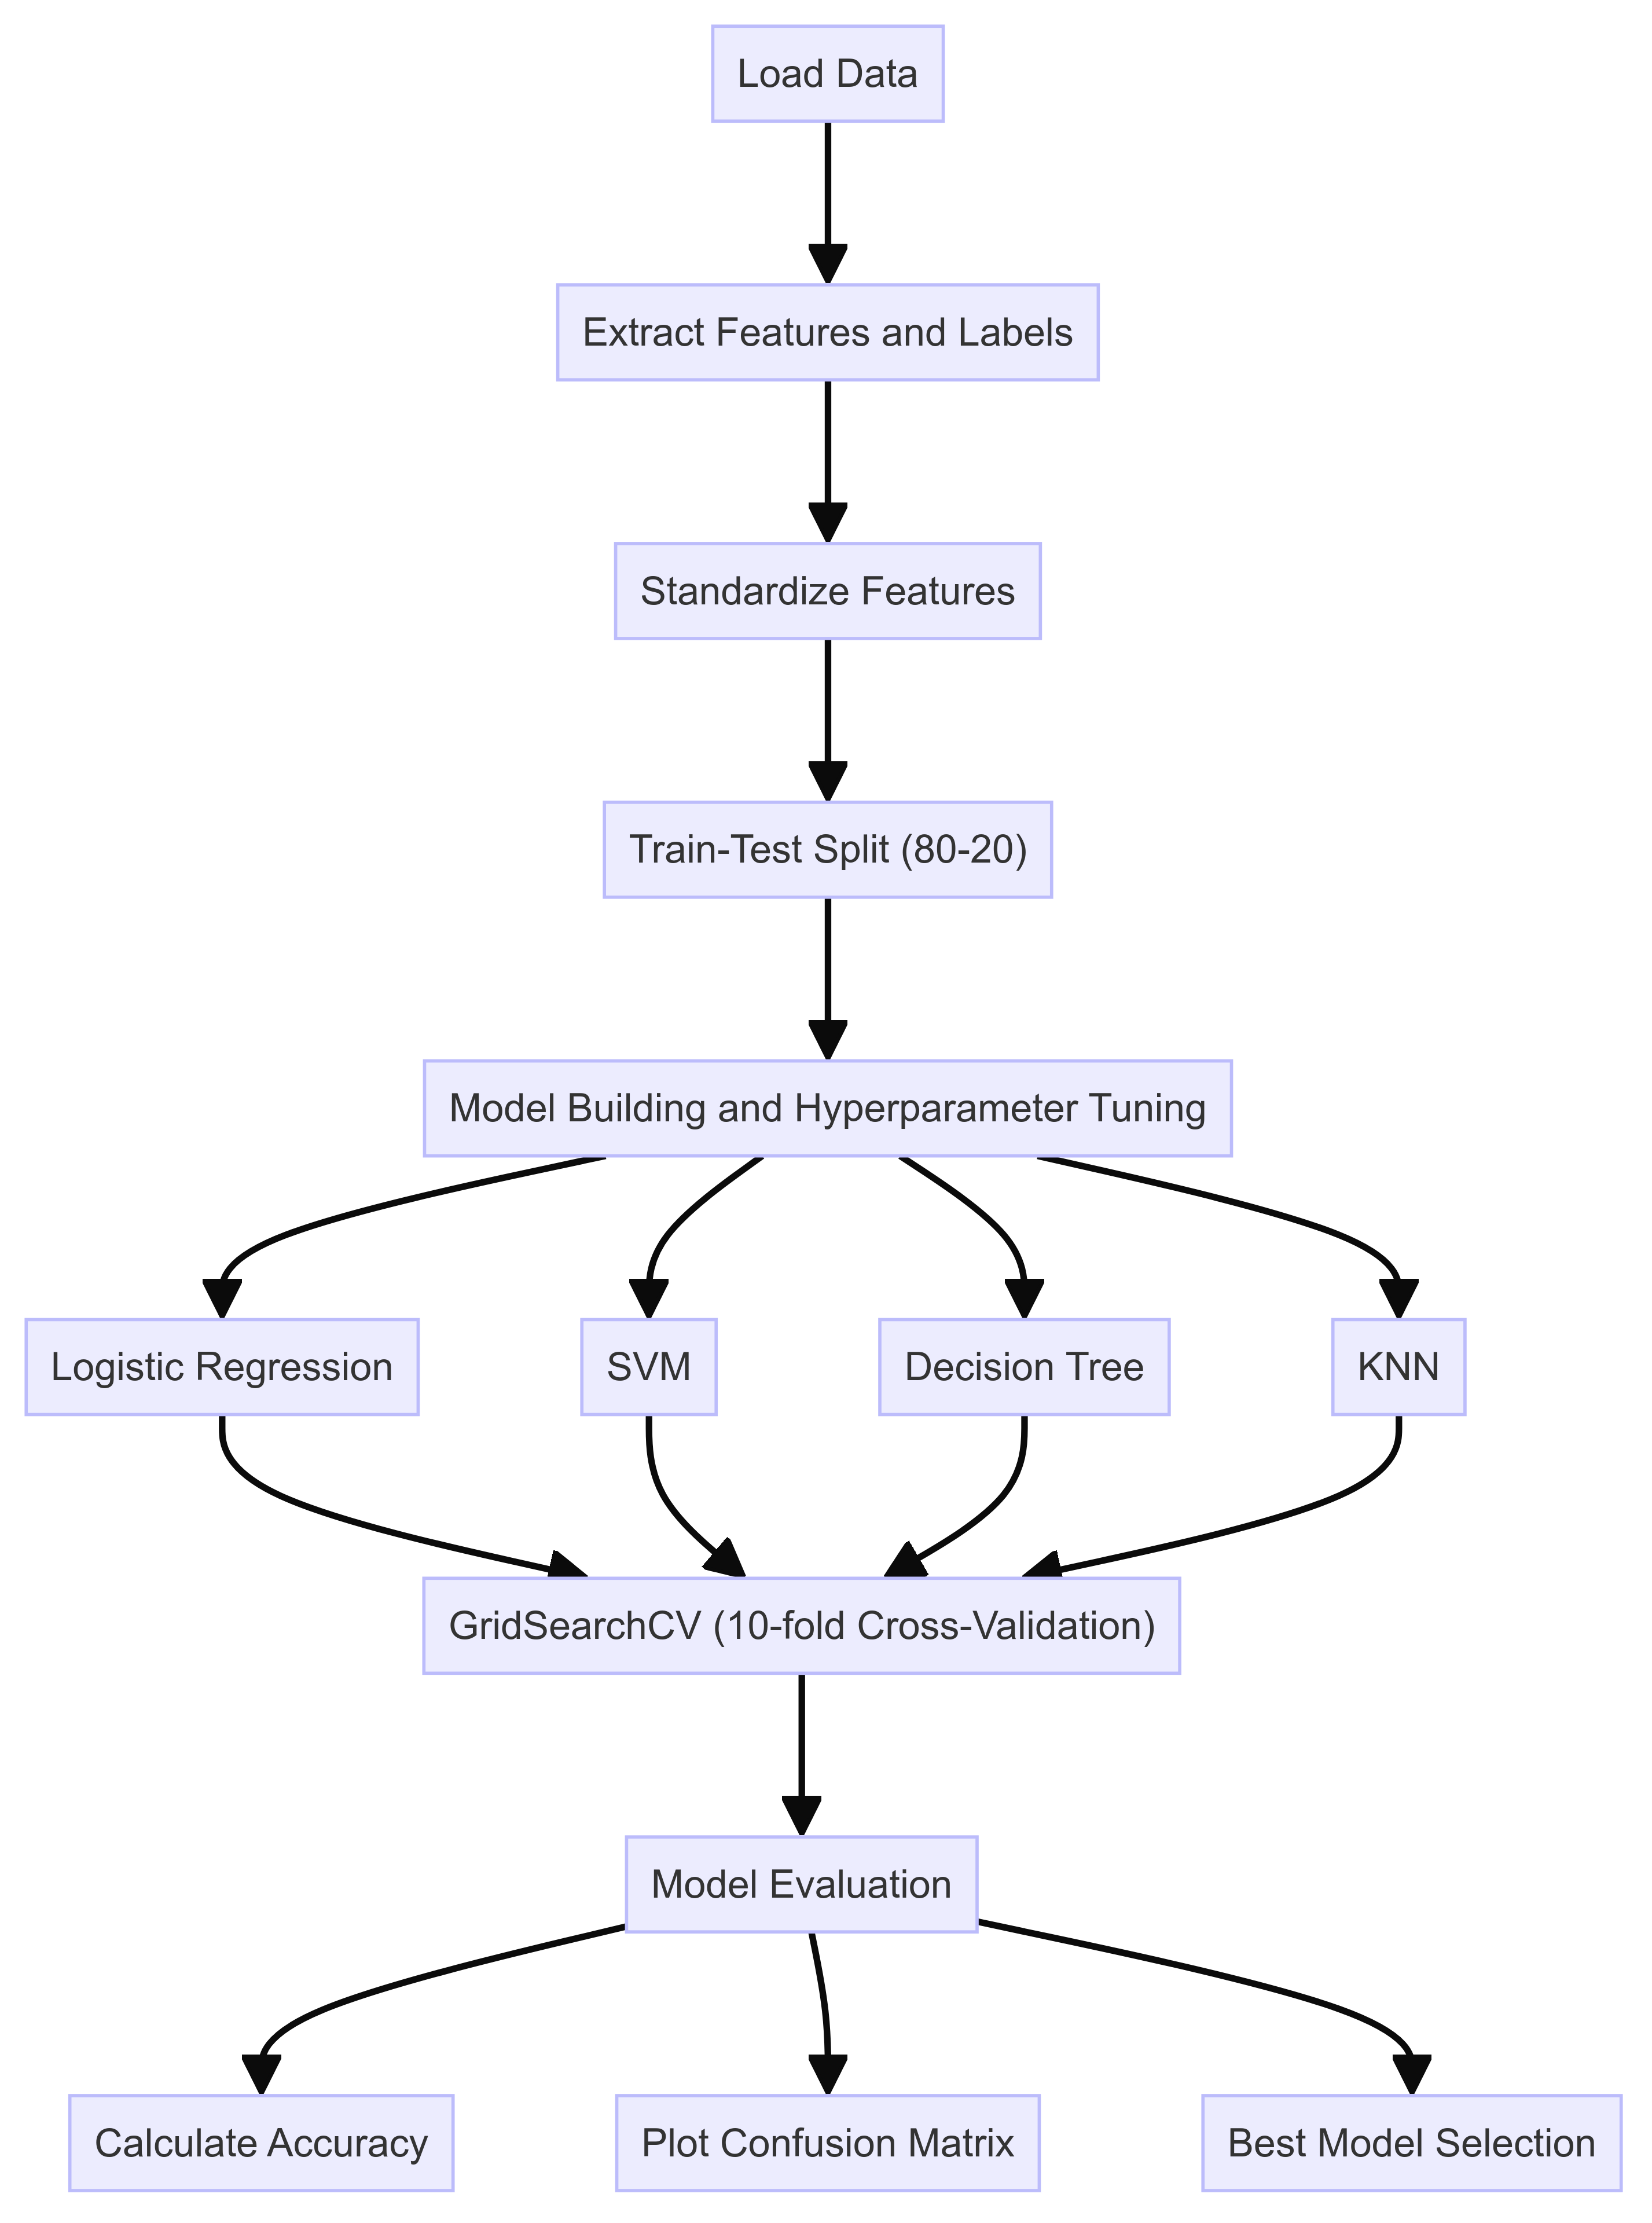 Load Data
Extract Features and Labels
Standardize Features
Train-Test Split (80-20)
Model Building and Hyperparameter Tuning
Logistic Regression
SVM
Decision Tree
KNN
GridSearchCV (10-fold Cross-Validation)
Model Evaluation
Calculate Accuracy
Plot Confusion Matrix
Best Model Selection